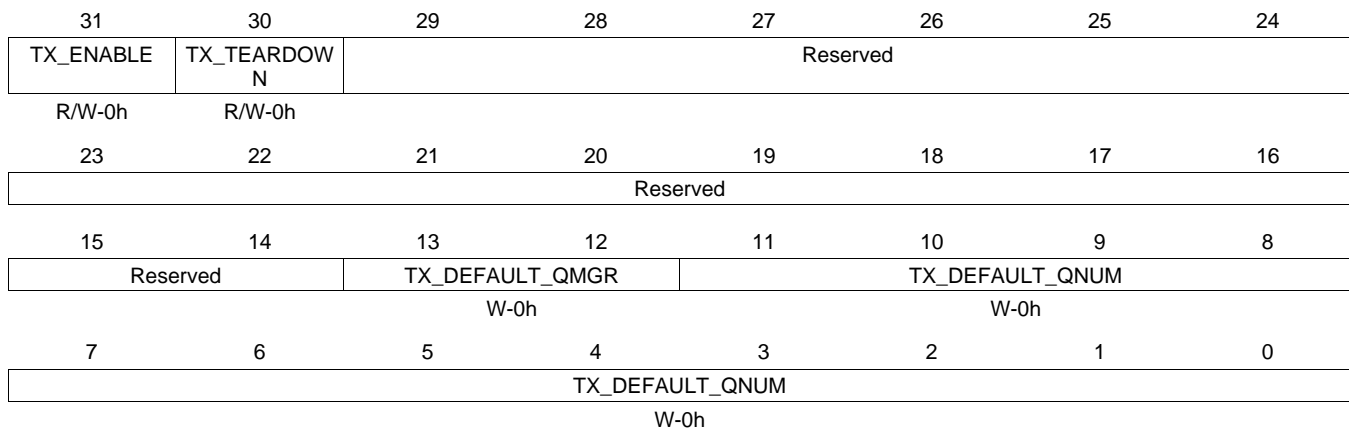 31 30 29 28 27 26 25 24
TX_ENABLE TX_TEARDOW Reserved
N
R/W-0h R/W-0h
23 22 21 20 19 18 17 16
Reserved
15 14 13 12 11 10 9 8
Reserved TX_DEFAULT_QMGR TX_DEFAULT_QNUM
W-0h W-0h
7 6 5 4 3 2 1 0
TX_DEFAULT_QNUM
W-0h